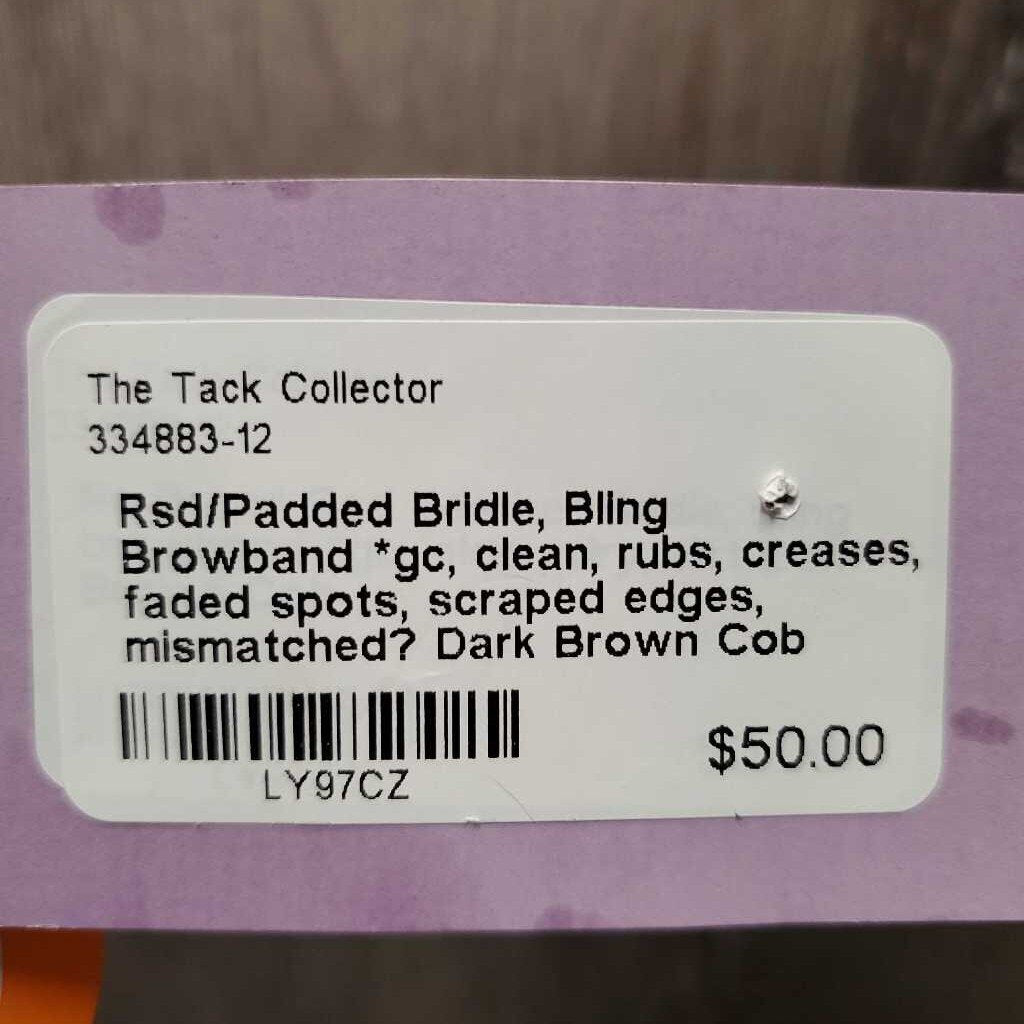 The Tack Collector
334883-12
Rsd/Padded Bridle, Bling
Browband *gc, clean, rubs, creases,
faded spots, scraped edges,
mismatched? Dark Brown Cob
LY97CZ
$50.00